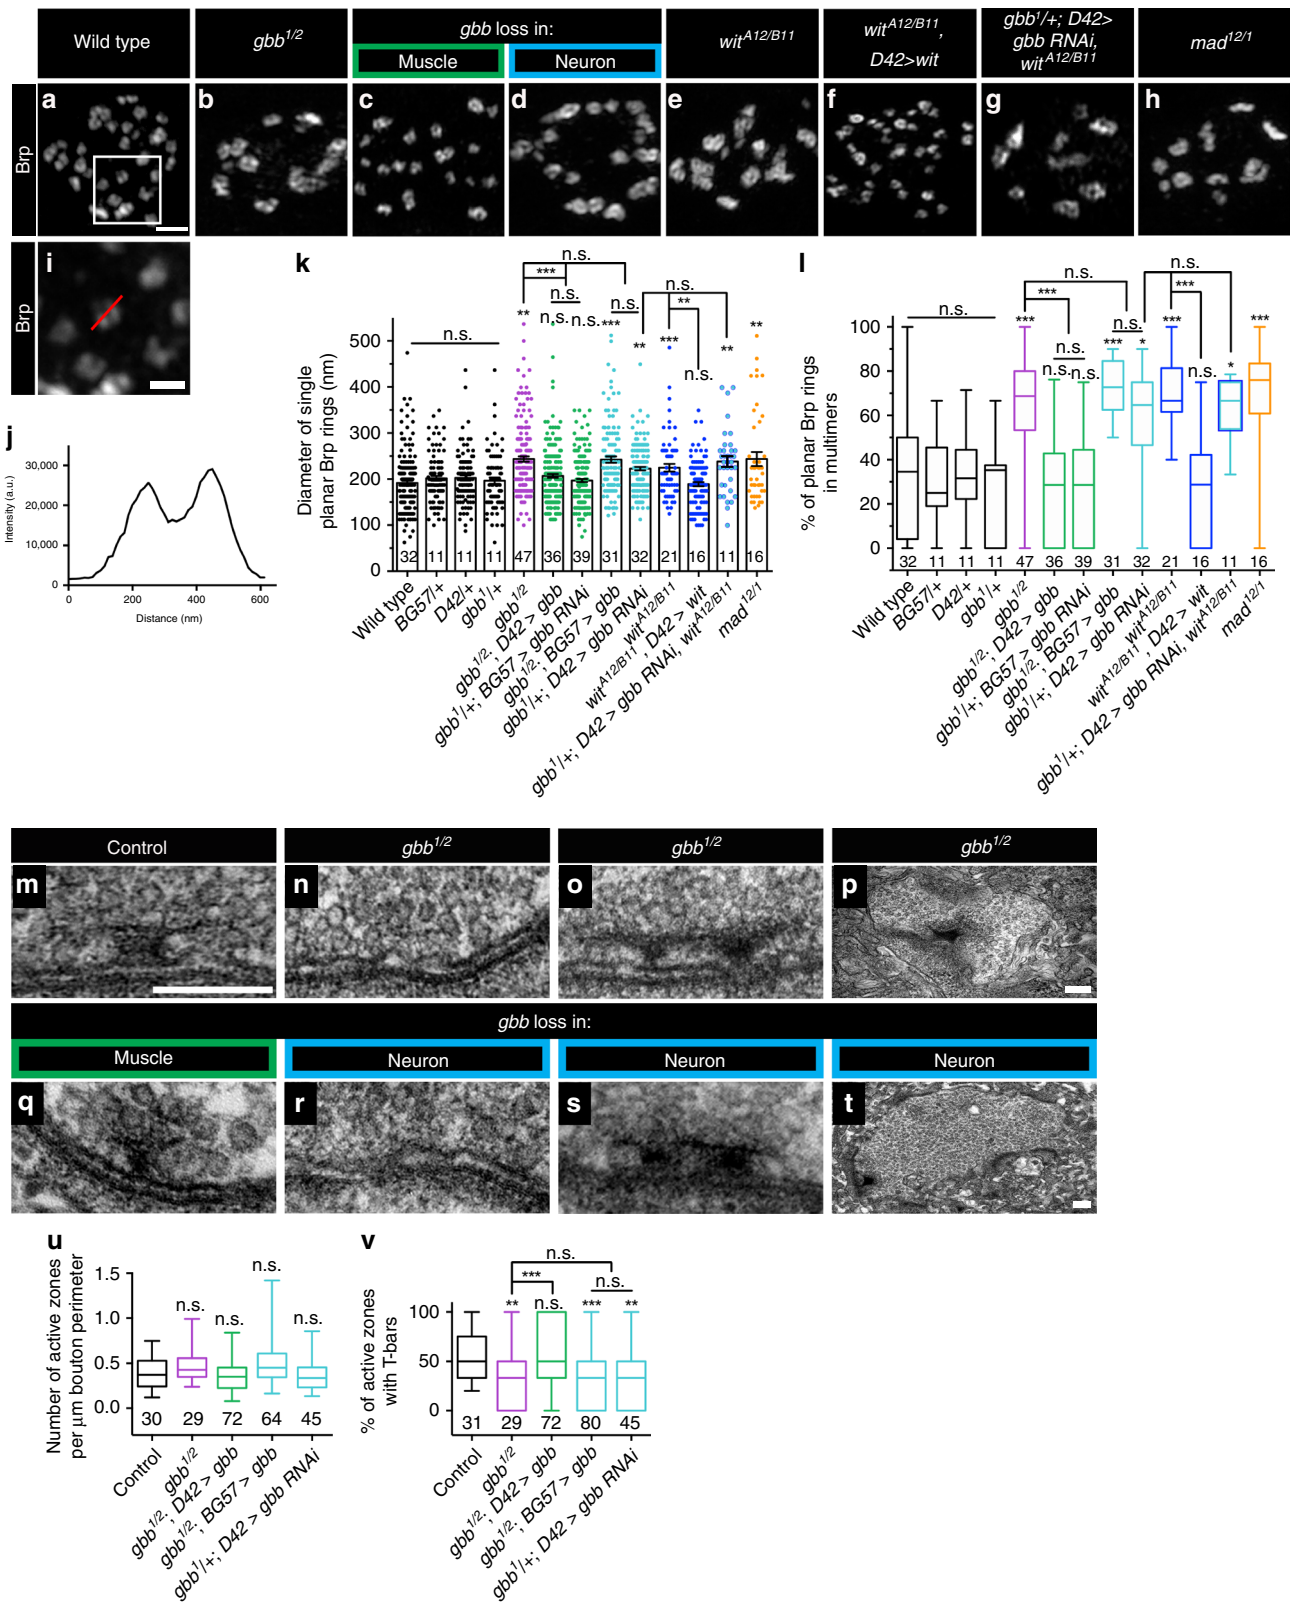 Wild type
gbb1/2
gbb loss in:
Muscle
Neuron
witA12/B11
witA12/B11,
D42>wit
gbb1/+; D42>
gbb RNAi,
witA12/B11
mad12/1
Brp
a
b
c
d
e
f
g
h
Brp
i
j
Intensity (a.u.)
30,000
20,000
10,000
0
0 200 400 600
Distance (nm)
k
Diameter of single
planar Brp rings (nm)
500
400
300
200
100
0
n.s.
n.s.
***
n.s.
**
n.s.
n.s.
***
n.s.
**
n.s.
**
***
n.s.
**
**
32 11 11 11 47 36 39 31 32 21 16 11 16
Wild type
BG57/+
D42/+
gbb1/+
gbb1/2
gbb1/2; D42 > gbb
gbb1/+; BG57 > gbb RNAi
gbb1/2; BG57 > gbb
gbb1/+; D42 > gbb RNAi
witA12/B11
witA12/B11, D42 > wit
gbb1/+; D42 > gbb RNAi, witA12/B11
mad12/1
l
% of planar Brp rings
in multimers
100
80
60
40
20
0
n.s.
n.s.
***
n.s.
***
n.s.
n.s.
n.s.
***
*
n.s.
***
***
n.s.
*
***
32 11 11 11 47 36 39 31 32 21 16 11 16
Wild type
BG57/+
D42/+
gbb1/+
gbb1/2
gbb1/2; D42 > gbb
gbb1/+; BG57 > gbb RNAi
gbb1/2; BG57 > gbb
gbb1/+; D42 > gbb RNAi
witA12/B11
witA12/B11, D42 > wit
gbb1/+; D42 > gbb RNAi, witA12/B11
mad12/1
Control
gbb1/2
gbb1/2
gbb1/2
m
n
o
p
gbb loss in:
Muscle
Neuron
Neuron
Neuron
q
r
s
t
u
Number of active zones
per μm bouton perimeter
1.5
1.0
0.5
0.0
n.s.
n.s.
n.s.
n.s.
30 29 72 64 45
Control
gbb1/2
gbb1/2; D42 > gbb
gbb1/2; BG57 > gbb
gbb1/+; D42 > gbb RNAi
v
% of active zones
with T-bars
100
50
0
n.s.
***
n.s.
**
n.s.
***
**
31 29 72 80 45
Control
gbb1/2
gbb1/2; D42 > gbb
gbb1/2; BG57 > gbb
gbb1/+; D42 > gbb RNAi